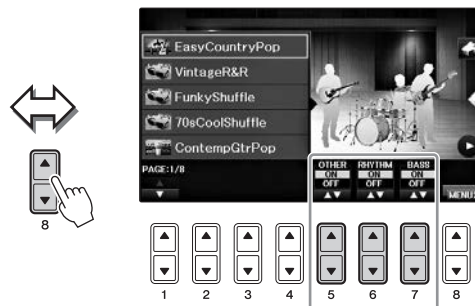 EasyCountryPop
VintageR&R
FunkyShuffle
70sCoolShuffle
ContempGtrPop
PAGE:1/8
OTHER RHYTHM BASS
ON ON ON
OFF OFF OFF
MENU2
8
1 2 3 4 5 6 7 8